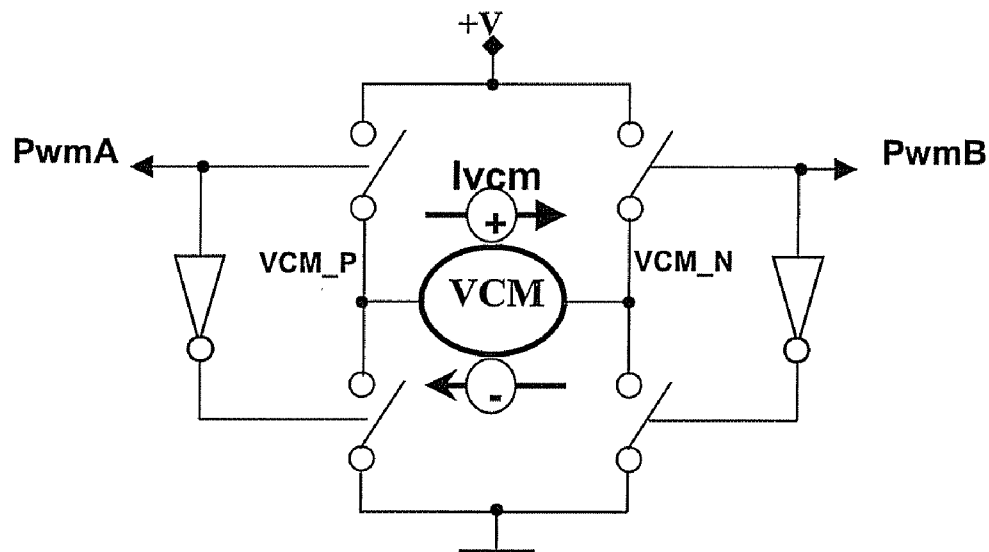 +V
PwmA
PwmB
Ivcm
+
VCM_P
VCM_N
VCM
-